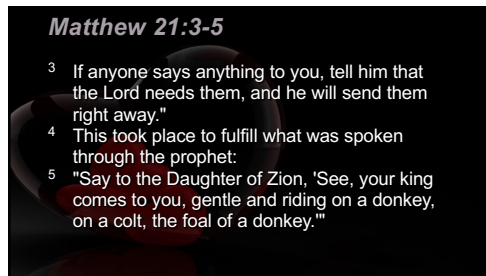 Matthew 21:3-5
3 If anyone says anything to you, tell him that
the Lord needs them, and he will send them
right away."
4 This took place to fulfill what was spoken
through the prophet:
5 "Say to the Daughter of Zion, 'See, your king
comes to you, gentle and riding on a donkey,
on a colt, the foal of a donkey.'"